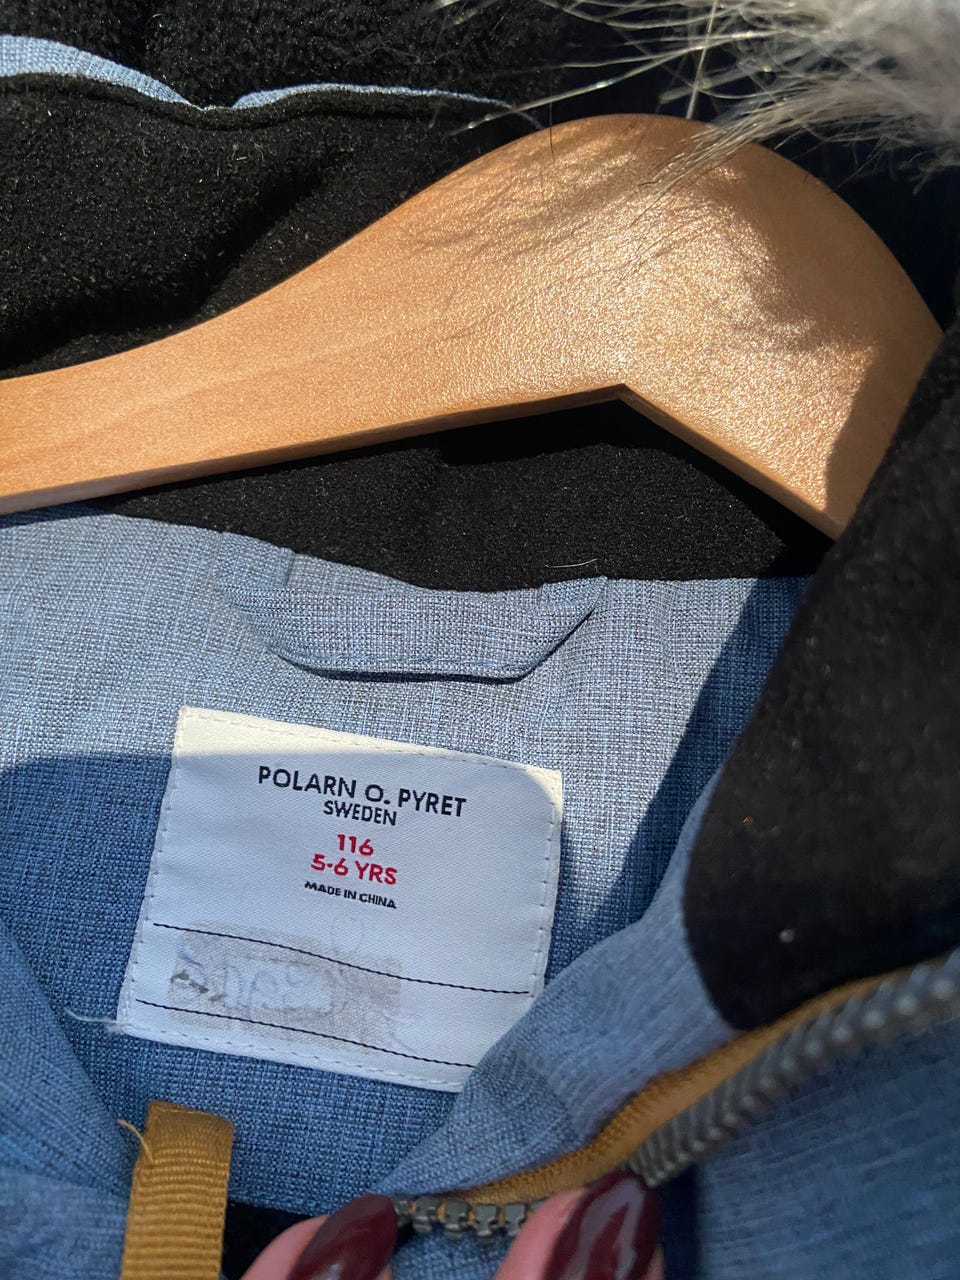 POLARN O. PYRET
SWEDEN
116
5-6 YRS
MADE IN CHINA